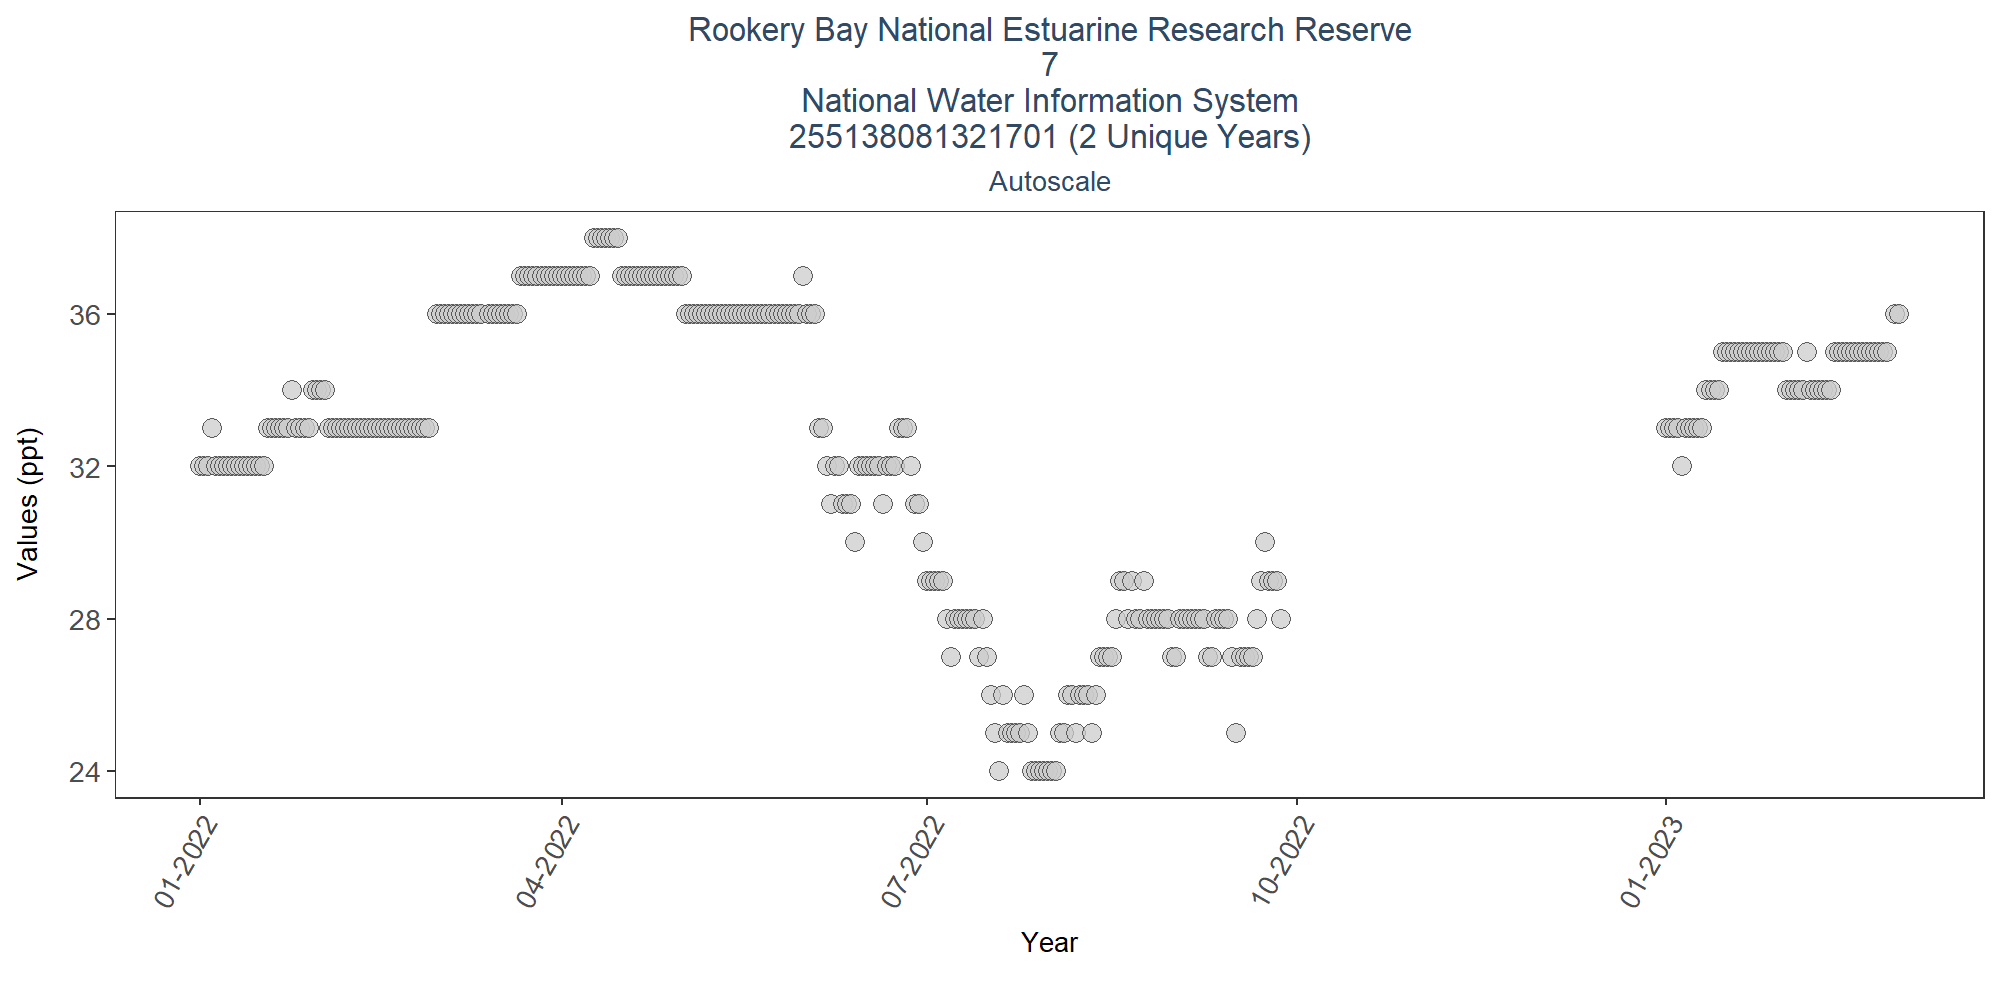 Rookery Bay National Estuarine Research Reserve
7
National Water Information System
255138081321701 (2 Unique Years)
Autoscale
Values (ppt)
36
32
28
24
01-2022
04-2022
07-2022
10-2022
01-2023
Year